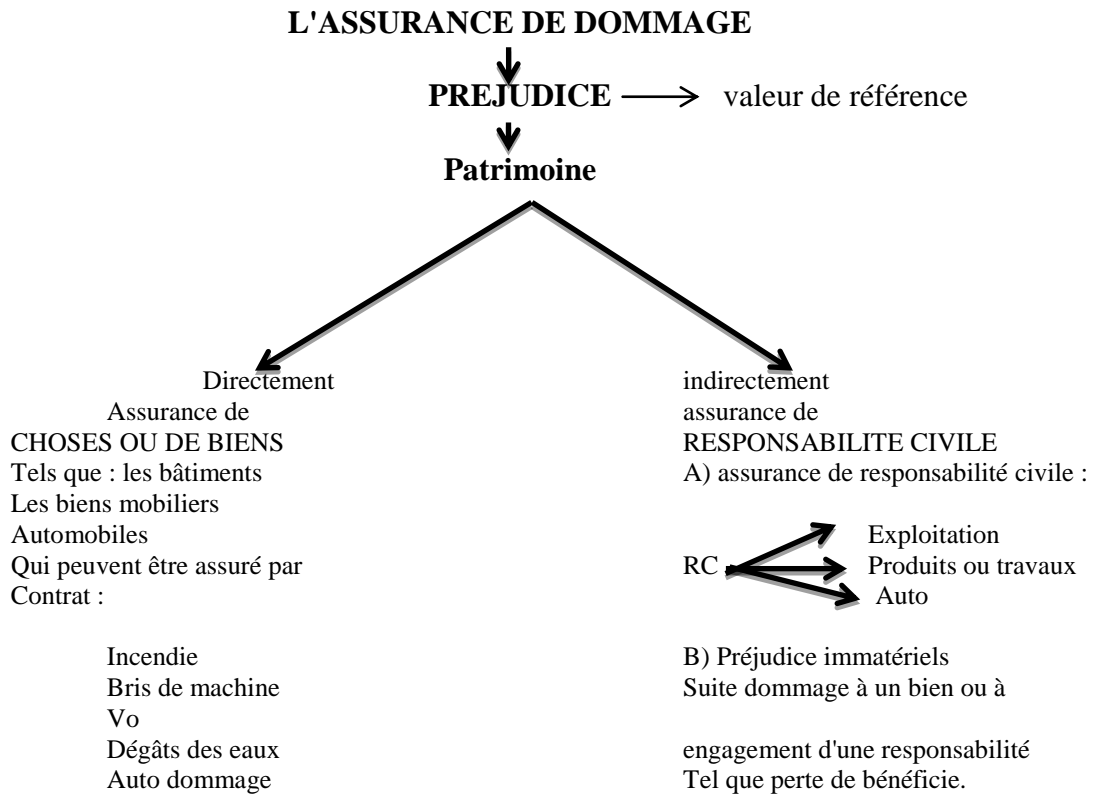 L'ASSURANCE DE DOMMAGE
PREJUDICE
valeur de référence
Patrimoine
Directement
Assurance de
CHOSES OU DE BIENS
Tels que : les bâtiments
Les biens mobiliers
Automobiles
Qui peuvent être assuré par
Contrat :
Incendie
Bris de machine
Vo
Dégâts des eaux
Auto dommage
indirectement
assurance de
RESPONSABILITE CIVILE
A) assurance de responsabilité civile :
Exploitation
RC
Produits ou travaux
Auto
B) Préjudice immatériels
Suite dommage à un bien ou à
engagement d'une responsabilité
Tel que perte de bénéficie.